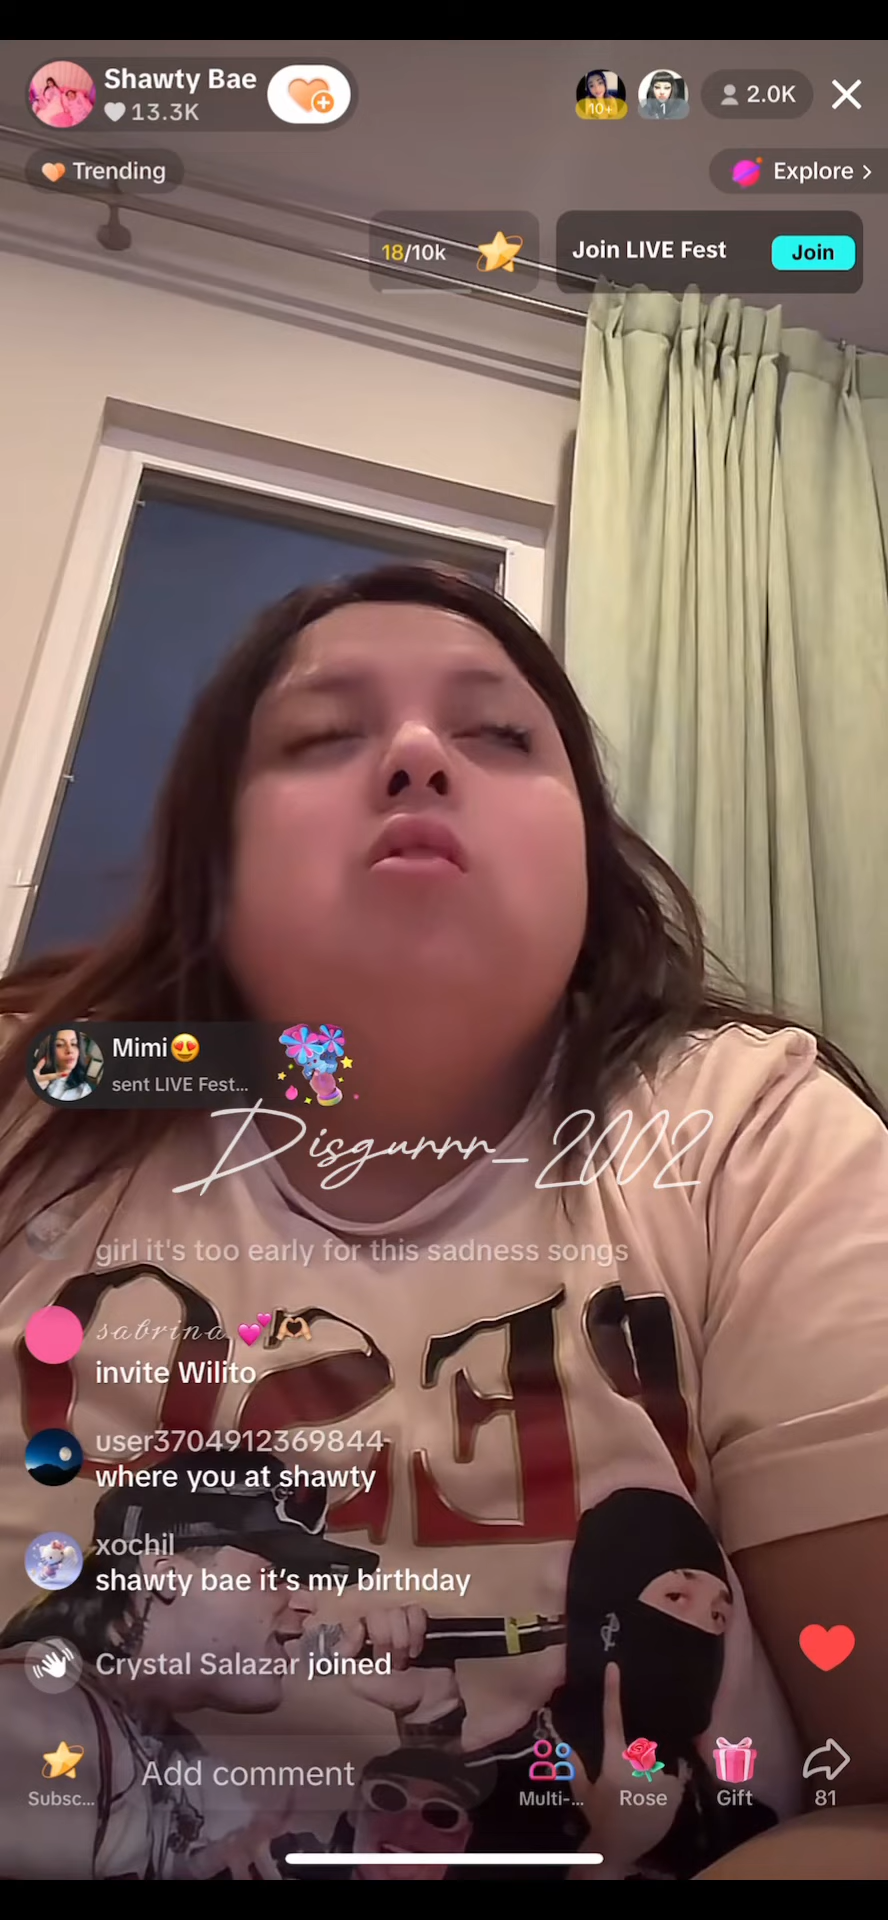 Shawty Bae
13.3K
10+
1
2.0K
Trending
Explore >
18/10k
Join LIVE Fest
Join
Mimi😍
sent LIVE Fest...
Disgurrr_2002
girl it's too early for this sadness songs
sabrina 💕🫶🏼
invite Wilito
user3704912369844
where you at shawty
xochil
shawty bae it’s my birthday
Crystal Salazar joined
Subsc...
Add comment
Multi-...
Rose
Gift
81